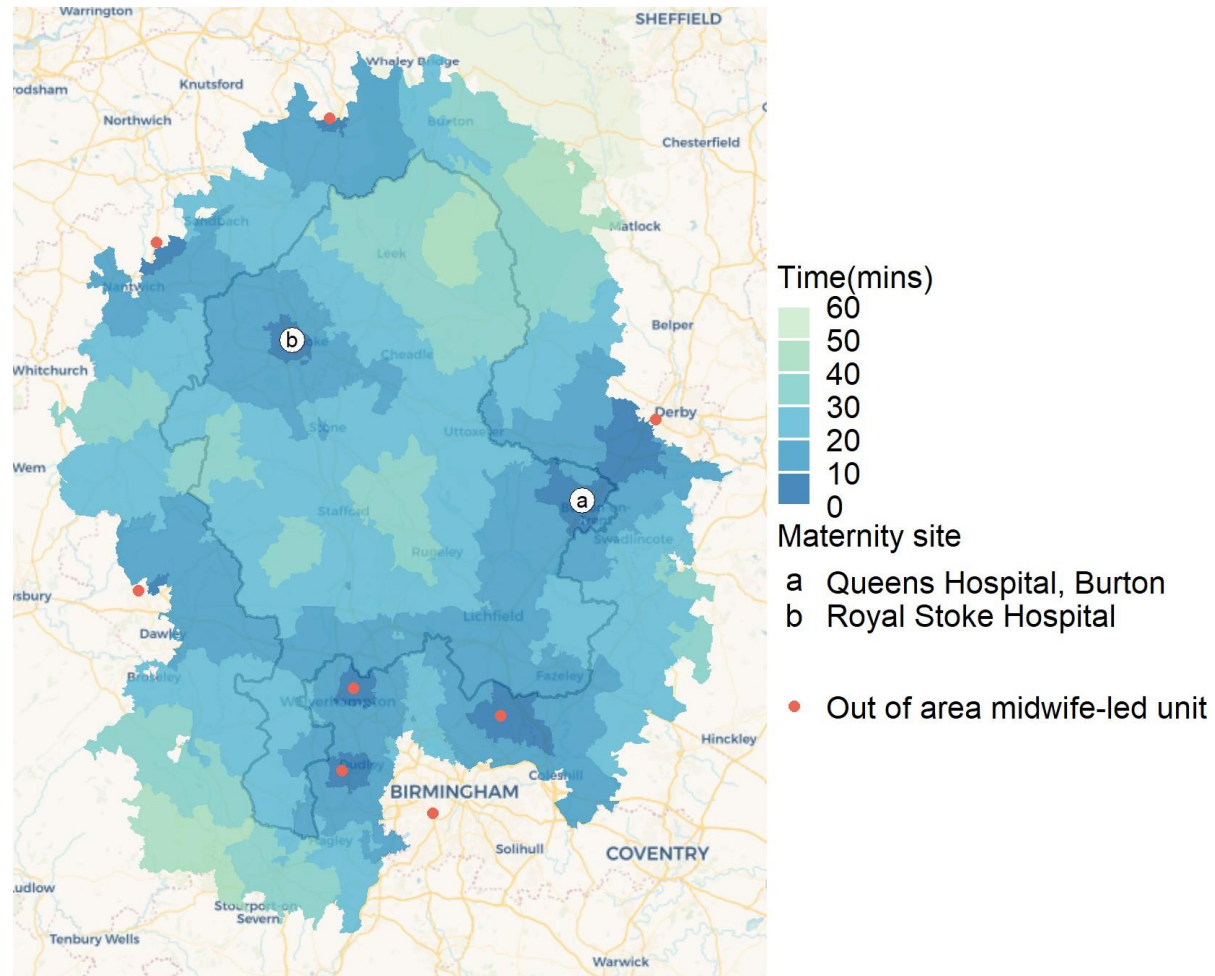 Warrington
SHEFFIELD
Whaley Bridge
Knutsford
Northwich
Buxton
Chesterfield
Sandbach
Matlock
Leek
Nantwich
Time(mins)
60
50
40
30
20
10
0
Belper
b
Cheadle
Whitchurch
Derby
Stone
Uttoxeter
Wem
a
Stafford
Swadlincote
Rugeley
Maternity site
a Queens Hospital, Burton
b Royal Stoke Hospital
Lichfield
Dawley
Fazeley
Broseley
Wolverhampton
Out of area midwife-led unit
Hinckley
Dudley
Coleshill
BIRMINGHAM
Hagley
Solihull
COVENTRY
Stourport-on-
Severn
Tenbury Wells
Warwick